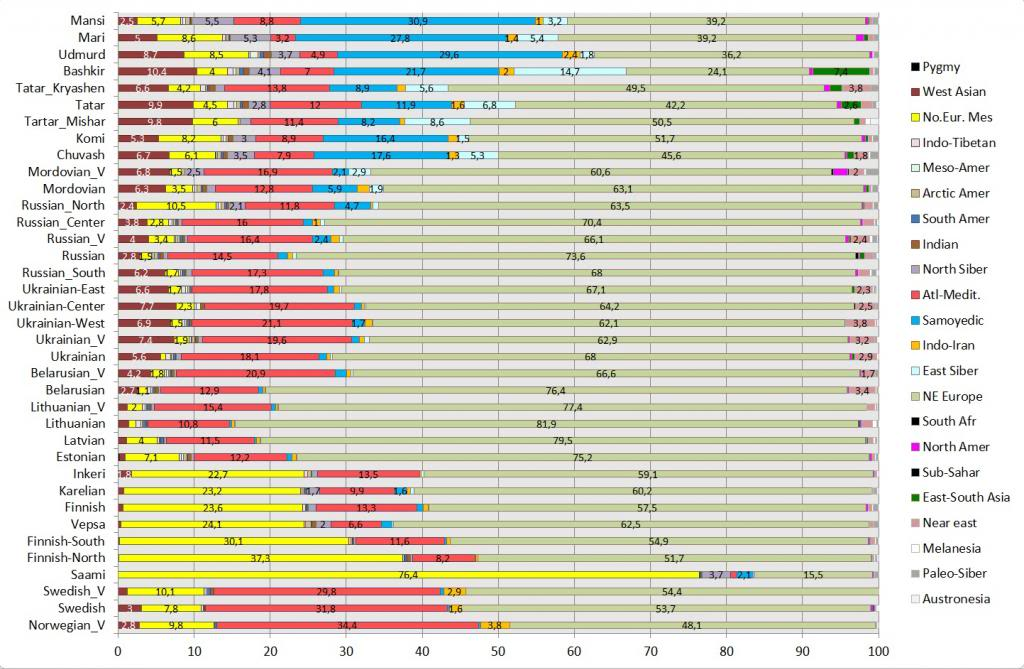 Mansi 2.5 5,7 5,5 8,8 30,9 1 3,2 39,2
Mari 5 8,6 5,3 3,2 27,8 1,4 5,4 39,2
Udmurd 8,7 8,5 3,7 4,9 29,6 2,4 1,8 36,2
Bashkir 10,4 4 4,1 7 21,7 2 14,7 24,1 7,4
Tatar_Kryashen 6,6 4,2 13,8 8,9 5,6 49,5 3,8
Tatar 9,9 4,5 2,8 12 11,9 1,6 6,8 42,2 2,6
Tartar_Mishar 9,8 6 11,4 8,2 8,6 50,5
Komi 5,3 8,2 3 8,9 16,4 1,5 51,7
Chuvash 6,7 6,1 3,5 7,9 17,6 1,3 5,3 45,6 1,8
Mordovian_V 6,8 1,5 2,5 16,9 2,1 2,9 60,6 2
Mordovian 6,3 3,5 12,8 5,9 1,9 63,1
Russian_North 2,4 10,5 2,1 11,8 4,7 63,5
Russian_Center 3,8 2,8 16 1 70,4
Russian_V 4 3,4 16,4 2,4 66,1 2,4
Russian 2,8 1,5 14,5 73,6
Russian_South 6,2 1,7 17,3 68
Ukrainian-East 6,6 1,7 17,8 67,1 2,3
Ukrainian-Center 7,7 2,3 19,7 64,2 2,5
Ukrainian-West 6,9 1,5 21,1 1,7 62,1 3,8
Ukrainian_V 7,4 1,9 19,6 62,9 3,2
Ukrainian 5,6 18,1 68 2,9
Belarusian_V 4,2 1,8 20,9 66,6 1,7
Belarusian 2,7 1,1 12,9 76,4 3,4
Lithuanian_V 2 15,4 77,4
Lithuanian 10,8 81,9
Latvian 4 11,5 79,5
Estonian 7,1 12,2 75,2
Inkeri 1,8 22,7 13,5 59,1
Karelian 23,2 1,7 9,9 1,6 60,2
Finnish 23,6 13,3 57,5
Vepsa 24,1 2 6,6 62,5
Finnish-South 30,1 11,6 54,9
Finnish-North 37,3 8,2 51,7
Saami 76,4 3,7 2,1 15,5
Swedish_V 10,1 29,8 2,9 54,4
Swedish 3 7,8 31,8 1,6 53,7
Norwegian_V 2,8 9,8 34,4 3,8 48,1
0 10 20 30 40 50 60 70 80 90 100
Pygmy
West Asian
No.Eur. Mes
Indo-Tibetan
Meso-Amer
Arctic Amer
South Amer
Indian
North Siber
Atl-Medit.
Samoyedic
Indo-Iran
East Siber
NE Europe
South Afr
North Amer
Sub-Sahar
East-South Asia
Near east
Melanesia
Paleo-Siber
Austronesia